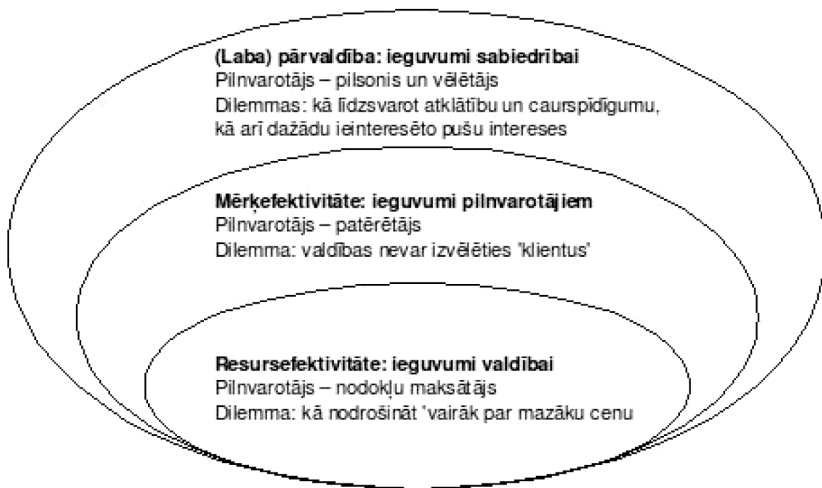 (Laba) pārvaldība: ieguvumi sabiedrībai
Pilnvarotājs – pilsonis un vēlētājs
Dilemmas: kā līdzsvarot atklātību un caurspīdīgumu,
kā arī dažādu ieinteresēto pušu intereses
Mērķefektivitāte: ieguvumi pilnvarotājiem
Pilnvarotājs – patērētājs
Dilemma: valdības nevar izvēlēties 'klientus'
Resursefektivitāte: ieguvumi valdībai
Pilnvarotājs – nodokļu maksātājs
Dilemma: kā nodrošināt 'vairāk par mazāku cenu